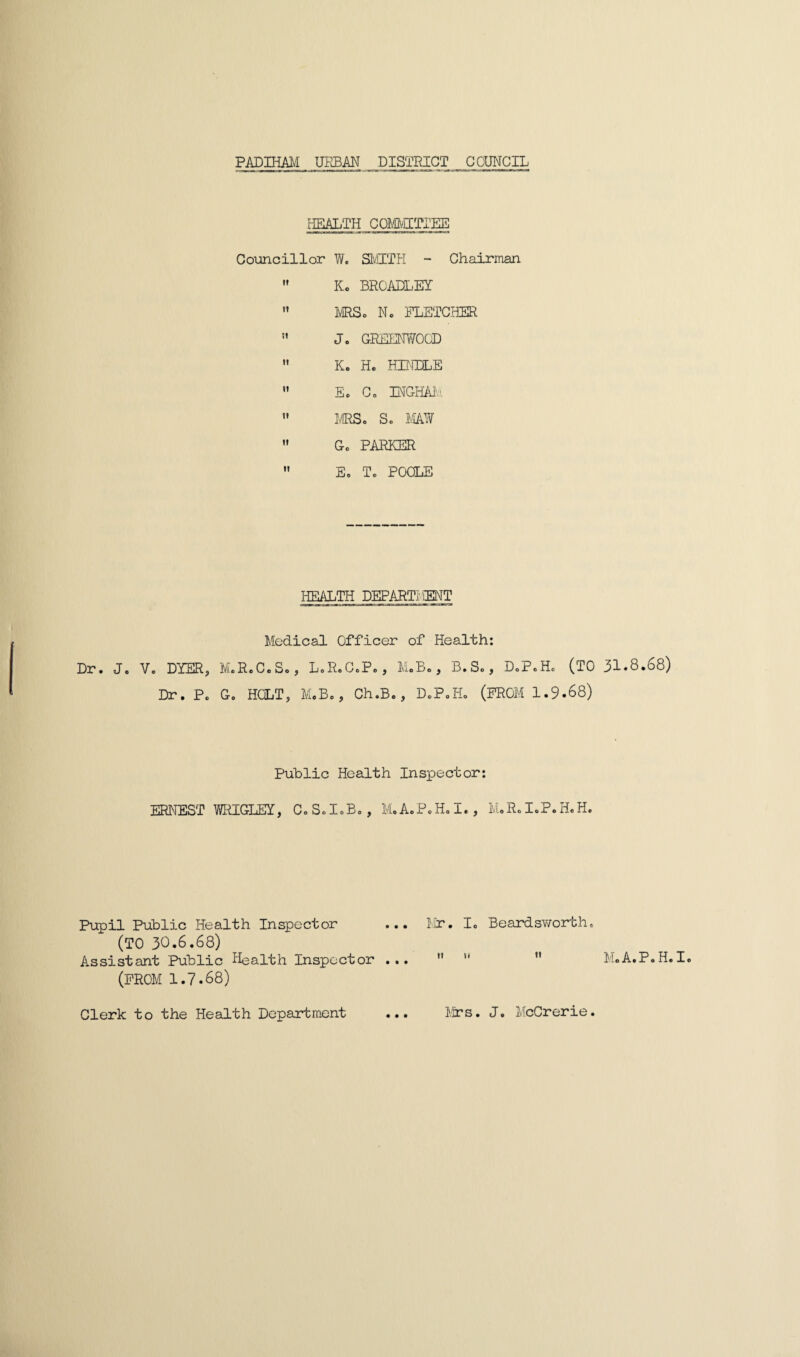 PADIHAM URBAN DISTRICT COUNCIL
HEALTH COMMITTEE
Councillor W. SMITH - Chairman
" K. BROADLEY
" MRS. N. FLETCHER
" J. GREENWOOD
" K. H. HINDLE
" E. C. INGHAM
" MRS. S. MAW
" G. PARKER
" E. T. POOLE
HEALTH DEPARTMENT
Medical Officer of Health:
Dr. J. V. DYER, M.R.C.S., L.R.C.P., M.B., B.S., D.P.H. (TO 31.8.68)
Dr. P. G. HOLT, M.B., Ch.B., D.P.H. (FROM 1.9.68)
Public Health Inspector:
ERNEST WRIGLEY, C.S.I.B., M.A.P.H.I., M.R.I.P.H.H.
Pupil Public Health Inspector ... Mr. I. Beardsworth.
(TO 30.6.68)
Assistant Public Health Inspector ... " " " M.A.P.H.I.
(FROM 1.7.68)
Clerk to the Health Department ... Mrs. J. McCrerie.